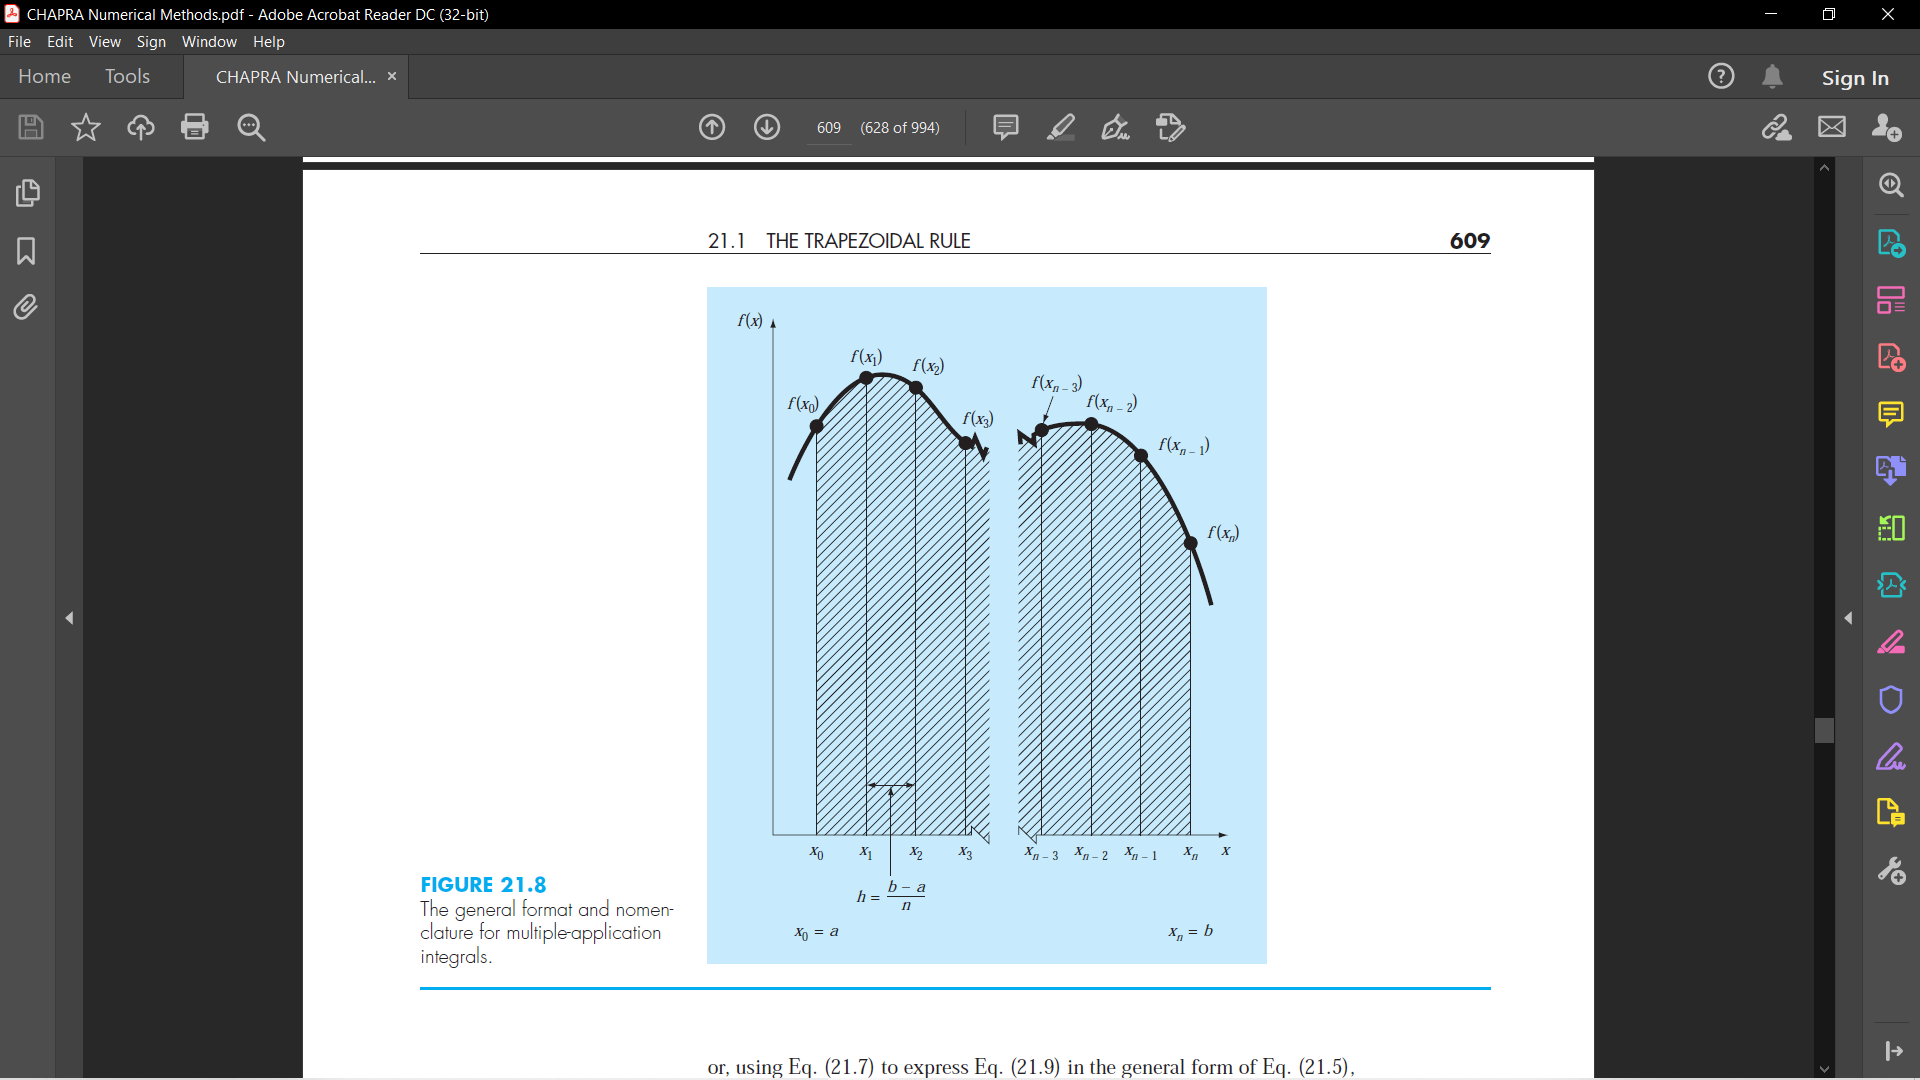 CHAPRA Numerical Methods.pdf - Adobe Acrobat Reader DC (32-bit)
File Edit View Sign Window Help
Home Tools CHAPRA Numerical... × Sign In
609 (628 of 994)
21.1 THE TRAPEZOIDAL RULE 609
f(x)
f(x₁)
f(x₂)
f(xₙ₋₃)
f(x₀)
f(xₙ₋₂)
f(x₃)
f(xₙ₋₁)
f(xₙ)
x₀ x₁ x₂ x₃ xₙ₋₃ xₙ₋₂ xₙ₋₁ xₙ x
h = b – a / n
x₀ = a xₙ = b
FIGURE 21.8
The general format and nomen-
clature for multiple-application
integrals.
or, using Eq. (21.7) to express Eq. (21.9) in the general form of Eq. (21.5),